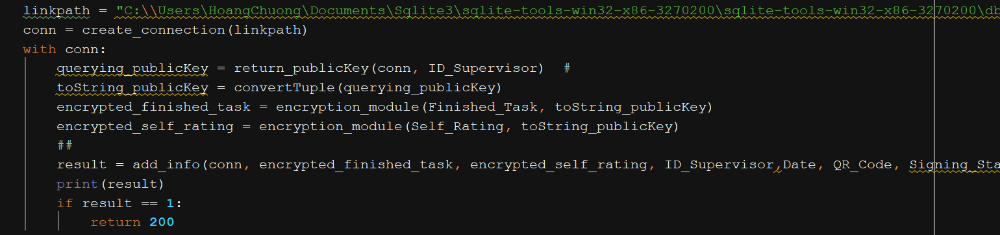 linkpath = "C:\\Users\HoangChuong\Documents\Sqlite3\sqlite-tools-win32-x86-3270200\sqlite-tools-win32-x86-3270200\db
conn = create_connection(linkpath)
with conn:
querying_publicKey = return_publicKey(conn, ID_Supervisor) #
toString_publicKey = convertTuple(querying_publicKey)
encrypted_finished_task = encryption_module(Finished_Task, toString_publicKey)
encrypted_self_rating = encryption_module(Self_Rating, toString_publicKey)
##
result = add_info(conn, encrypted_finished_task, encrypted_self_rating, ID_Supervisor,Date, QR_Code, Signing_Sta
print(result)
if result == 1:
return 200